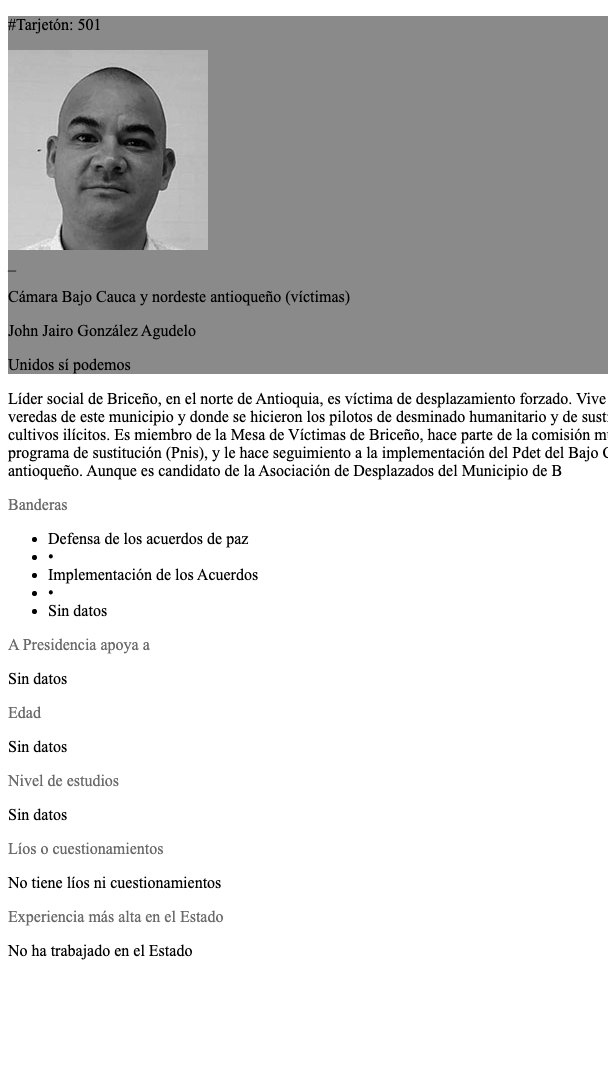 #Tarjetón: 501
_
Cámara Bajo Cauca y nordeste antioqueño (víctimas)
John Jairo González Agudelo
Unidos sí podemos
Líder social de Briceño, en el norte de Antioquia, es víctima de desplazamiento forzado. Vive
veredas de este municipio y donde se hicieron los pilotos de desminado humanitario y de
cultivos ilícitos. Es miembro de la Mesa de Víctimas de Briceño, hace parte de la comisión
programa de sustitución (Pnis), y le hace seguimiento a la implementación del Pdet del Bajo
antioqueño. Aunque es candidato de la Asociación de Desplazados del Municipio de B
Banderas
• Defensa de los acuerdos de paz
• •
• Implementación de los Acuerdos
• •
• Sin datos
A Presidencia apoya a
Sin datos
Edad
Sin datos
Nivel de estudios
Sin datos
Líos o cuestionamientos
No tiene líos ni cuestionamientos
Experiencia más alta en el Estado
No ha trabajado en el Estado